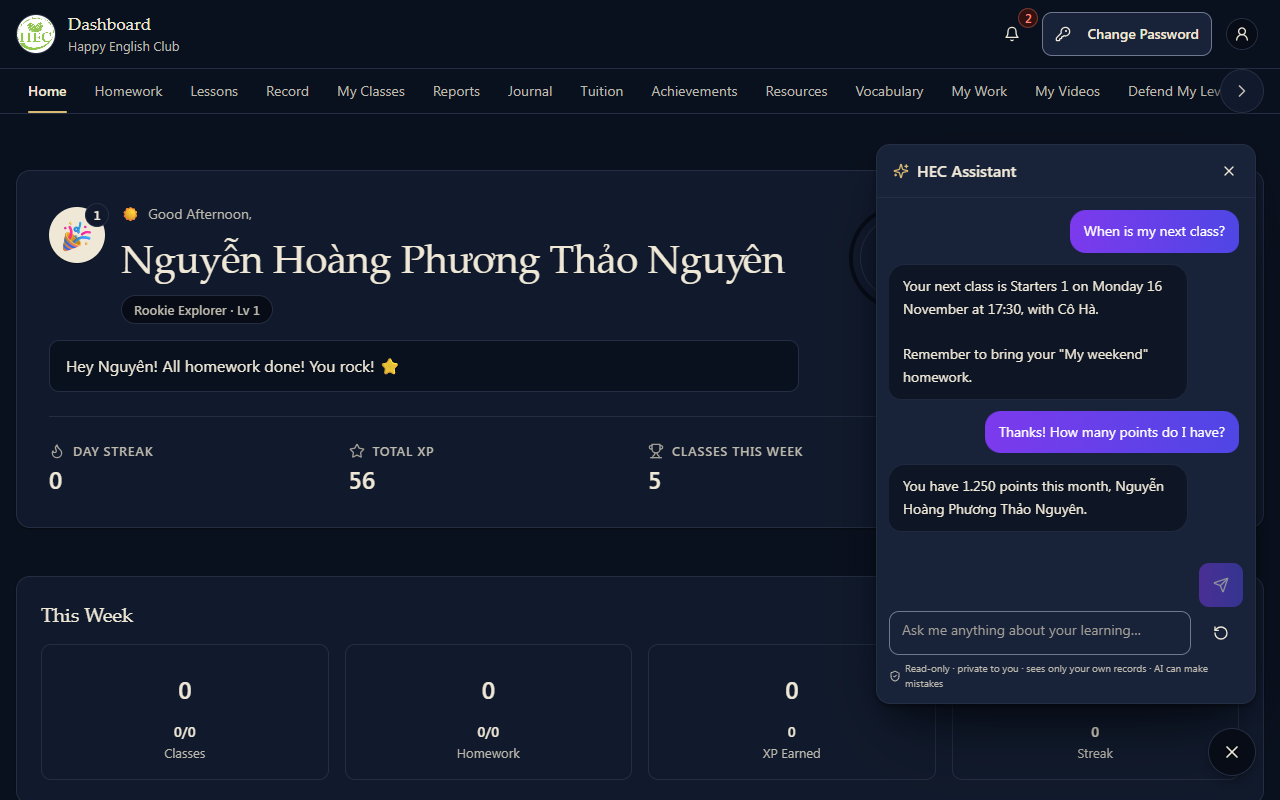 HEC
Dashboard
Happy English Club
2
Change Password
Home
Homework
Lessons
Record
My Classes
Reports
Journal
Tuition
Achievements
Resources
Vocabulary
My Work
My Videos
Defend My Lev
1
Good Afternoon,
Nguyễn Hoàng Phương Thảo Nguyên
Rookie Explorer · Lv 1
Hey Nguyên! All homework done! You rock! ⭐
DAY STREAK
0
TOTAL XP
56
CLASSES THIS WEEK
5
This Week
0
0/0
Classes
0
0/0
Homework
0
0
XP Earned
0
Streak
HEC Assistant
When is my next class?
Your next class is Starters 1 on Monday 16
November at 17:30, with Cô Hà.
Remember to bring your "My weekend"
homework.
Thanks! How many points do I have?
You have 1.250 points this month, Nguyễn
Hoàng Phương Thảo Nguyên.
Ask me anything about your learning...
Read-only · private to you · sees only your own records · AI can make
mistakes